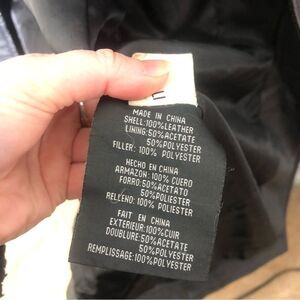 MADE IN CHINA
SHELL:100%LEATHER
LINING:50%ACETATE
50%POLYESTER
FILLER: 100% POLYESTER
HECHO EN CHINA
ARMAZON:100% CUERO
FORRO:50%ACETATO
50%POLIESTER
RELLENO: 100% POLIESTER
FAIT EN CHINA
EXTERIEUR:100%CUIR
DOUBLURE:50%ACETATE
50%POLYESTER
REMPLISSAGE:100%POLYESTER